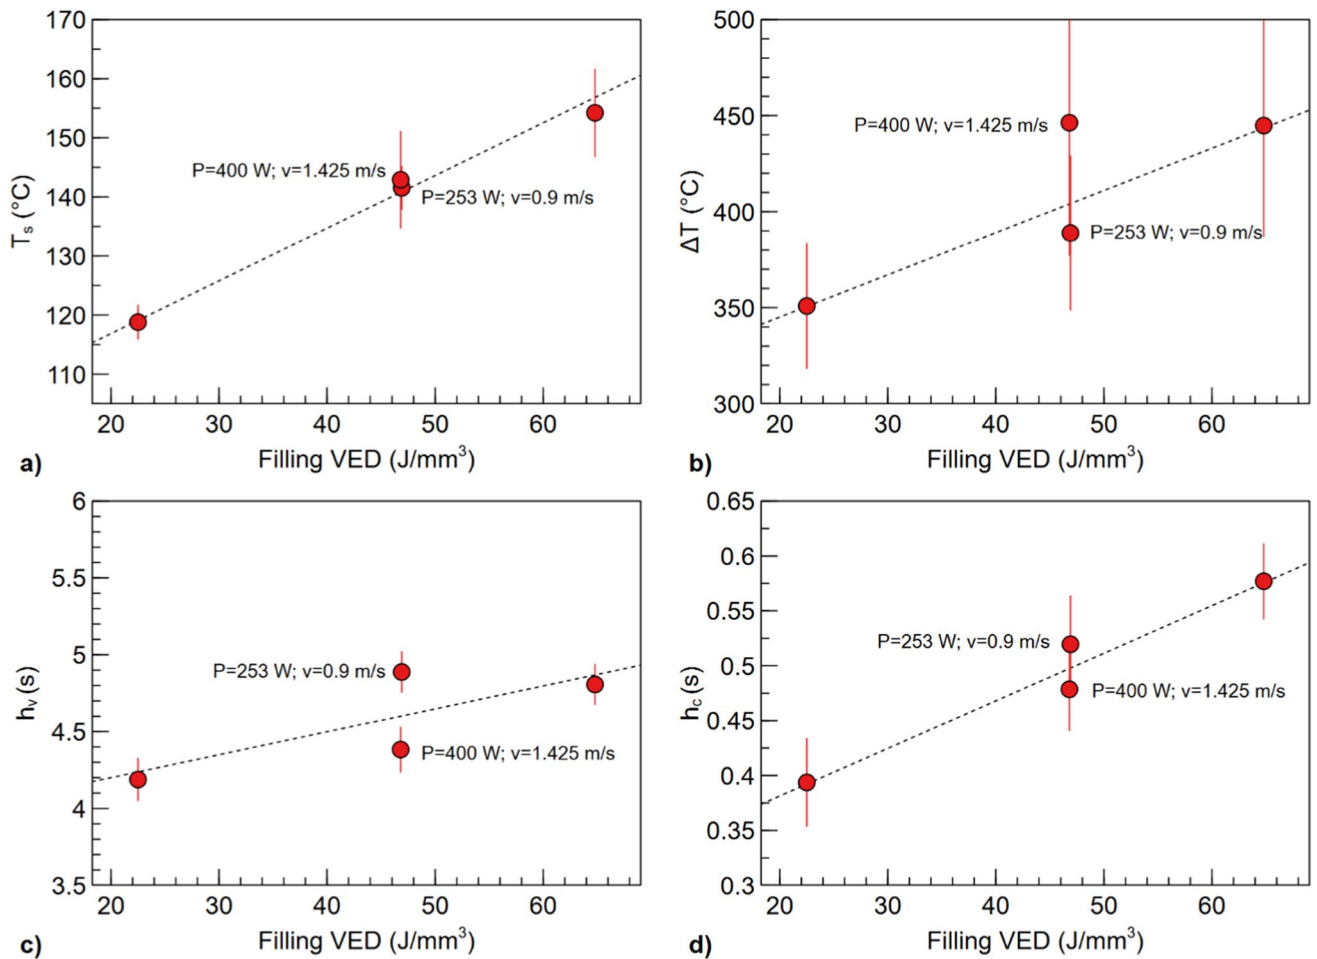 170
160
150
140
130
120
110
Tₛ (°C)
P=400 W; v=1.425 m/s
P=253 W; v=0.9 m/s
20 30 40 50 60
Filling VED (J/mm³)
a)
500
450
400
350
300
ΔT (°C)
P=400 W; v=1.425 m/s
P=253 W; v=0.9 m/s
20 30 40 50 60
Filling VED (J/mm³)
b)
6
5.5
5
4.5
4
3.5
hᵥ (s)
P=253 W; v=0.9 m/s
P=400 W; v=1.425 m/s
20 30 40 50 60
Filling VED (J/mm³)
c)
0.65
0.6
0.55
0.5
0.45
0.4
0.35
0.3
h_c (s)
P=253 W; v=0.9 m/s
P=400 W; v=1.425 m/s
20 30 40 50 60
Filling VED (J/mm³)
d)